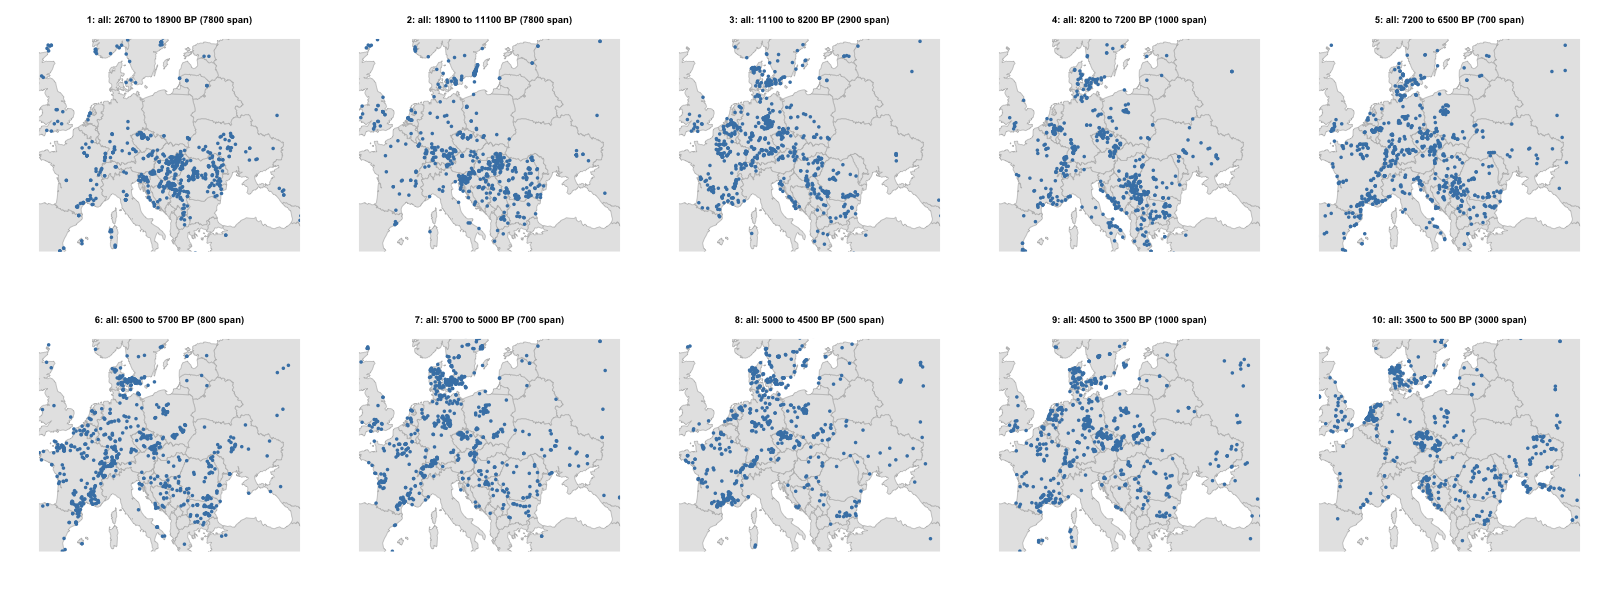 1: all: 26700 to 18900 BP (7800 span)
2: all: 18900 to 11100 BP (7800 span)
3: all: 11100 to 8200 BP (2900 span)
4: all: 8200 to 7200 BP (1000 span)
5: all: 7200 to 6500 BP (700 span)
6: all: 6500 to 5700 BP (800 span)
7: all: 5700 to 5000 BP (700 span)
8: all: 5000 to 4500 BP (500 span)
9: all: 4500 to 3500 BP (1000 span)
10: all: 3500 to 500 BP (3000 span)